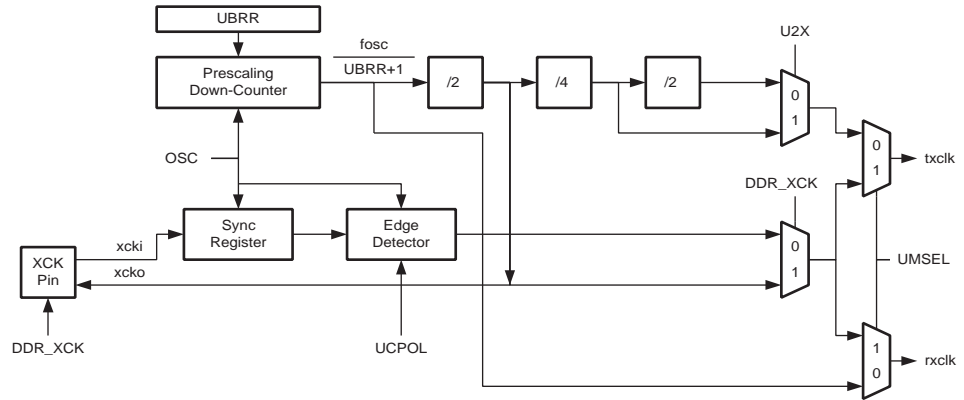 UBRR
U2X
fosc
Prescaling
Down-Counter
UBRR+1
/2
/4
/2
0
1
OSC
0
1
txclk
DDR_XCK
Sync
Register
Edge
Detector
xcki
XCK
Pin
xcko
0
1
UMSEL
DDR_XCK
UCPOL
1
0
rxclk